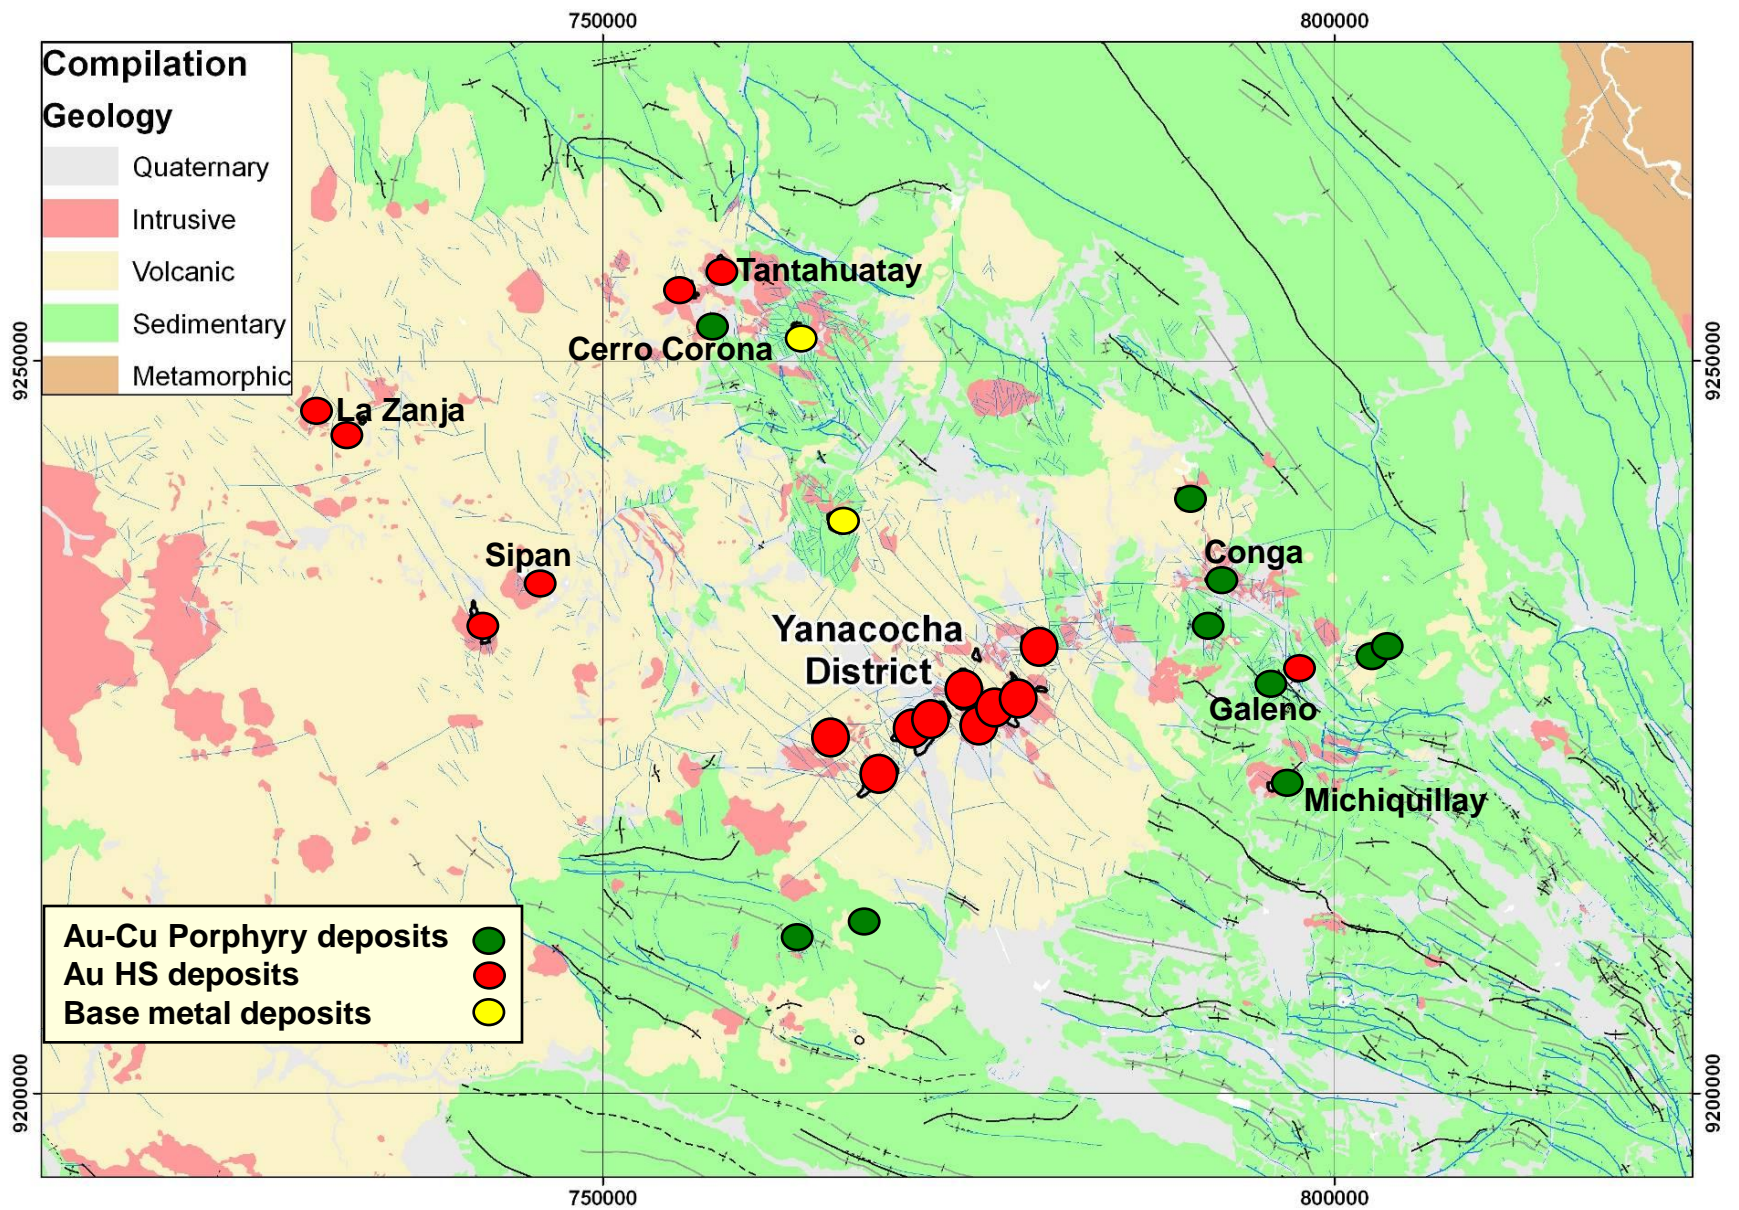 750000 800000
Compilation
Geology
Quaternary
Intrusive
Volcanic
Sedimentary
Metamorphic
9250000
9250000
Tantahuatay
Cerro Corona
La Zanja
Sipan
Conga
Yanacocha
District
Galeno
Michiquillay
Au-Cu Porphyry deposits
Au HS deposits
Base metal deposits
9200000
9200000
750000 800000